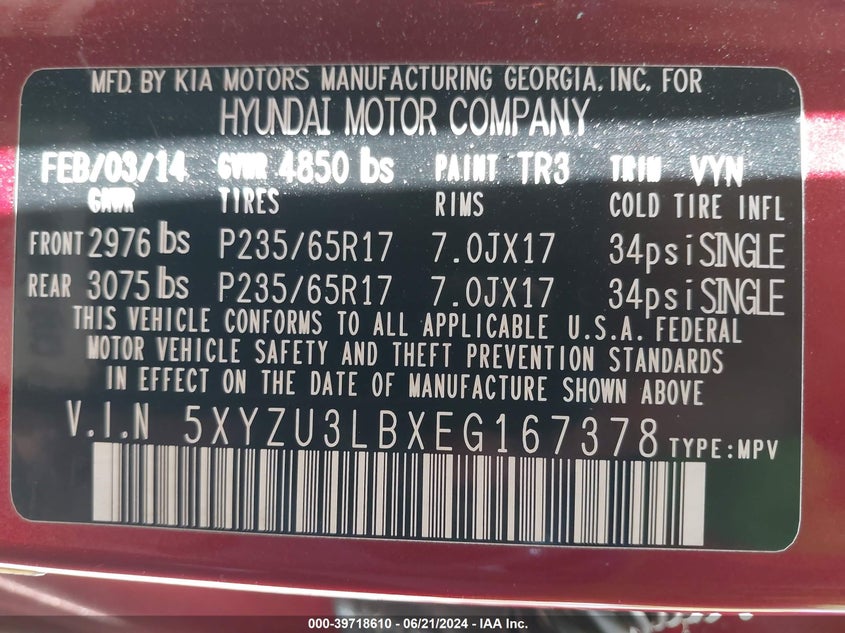 MFD. BY KIA MOTORS MANUFACTURING GEORGIA, INC. FOR
HYUNDAI MOTOR COMPANY
FEB/03/14 GVWR 4850 lbs PAINT TR3 TRIM VYN
GAWR TIRES RIMS COLD TIRE INFL
FRONT 2976 lbs P235/65R17 7.0JX17 34psi SINGLE
REAR 3075 lbs P235/65R17 7.0JX17 34psi SINGLE
THIS VEHICLE CONFORMS TO ALL APPLICABLE U.S.A. FEDERAL
MOTOR VEHICLE SAFETY AND THEFT PREVENTION STANDARDS
IN EFFECT ON THE DATE OF MANUFACTURE SHOWN ABOVE
V.I.N 5XYZU3LBXEG167378 TYPE:MPV
000-39718610 - 06/21/2024 - IAA Inc.